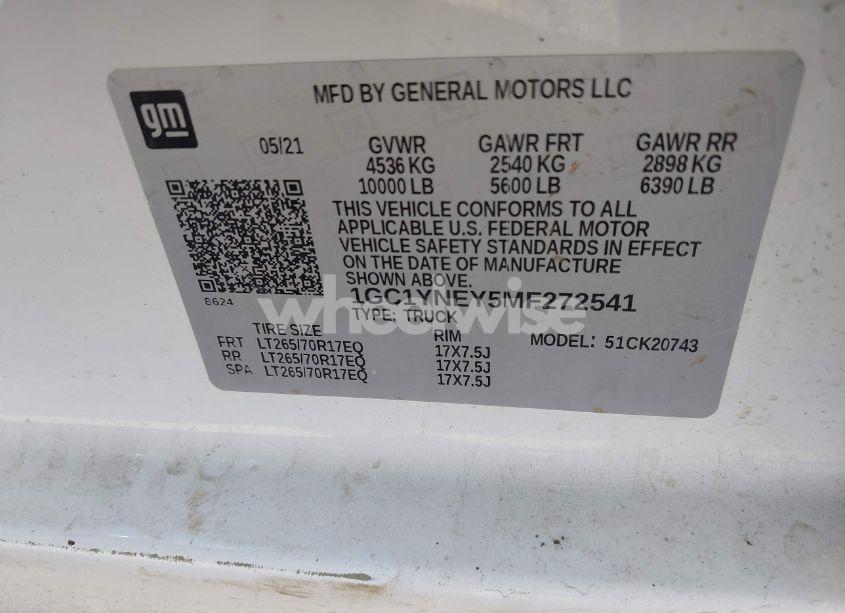 gm
MFD BY GENERAL MOTORS LLC
05/21 GVWR GAWR FRT GAWR RR
4536 KG 2540 KG 2898 KG
10000 LB 5600 LB 6390 LB
THIS VEHICLE CONFORMS TO ALL
APPLICABLE U.S. FEDERAL MOTOR
VEHICLE SAFETY STANDARDS IN EFFECT
ON THE DATE OF MANUFACTURE
SHOWN ABOVE.
8624
1GC1YNEY5MF272541
TYPE: TRUCK
MODEL: 51CK20743
TIRE SIZE RIM
FRT LT265/70R17EQ 17X7.5J
RR LT265/70R17EQ 17X7.5J
SPA LT265/70R17EQ 17X7.5J
wheelwise